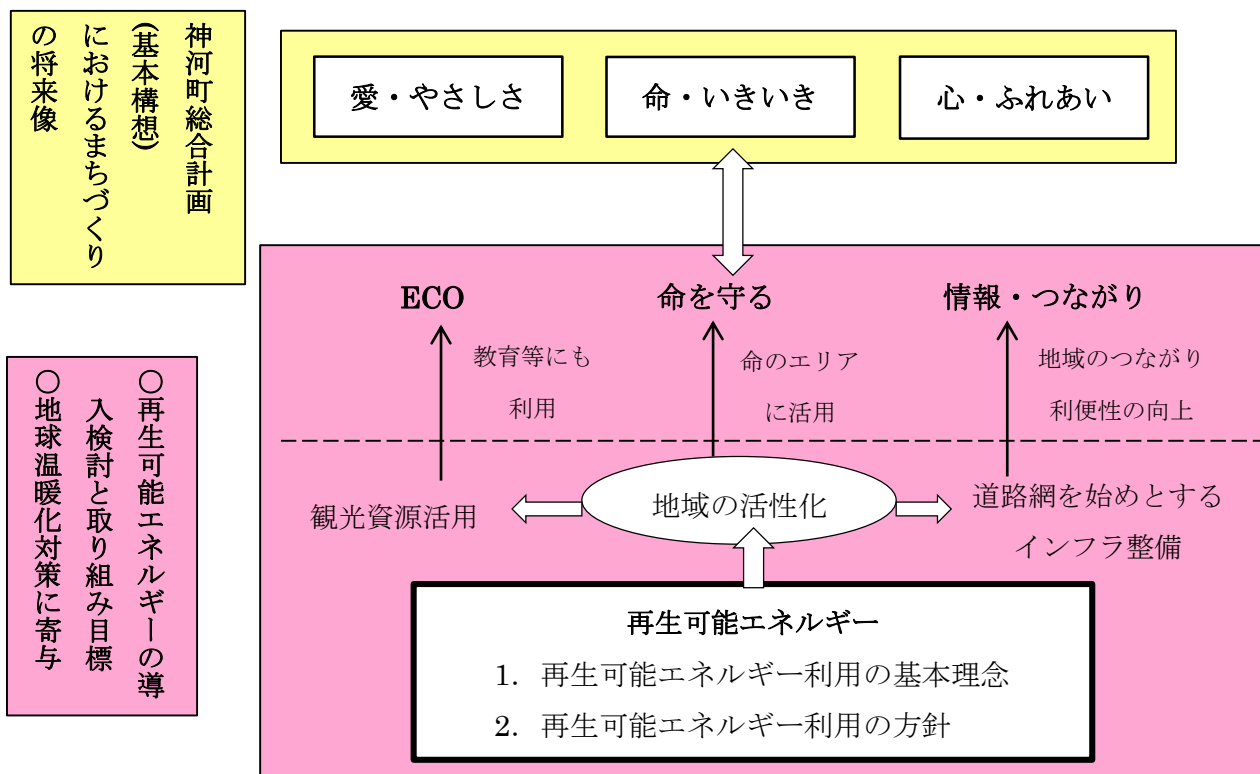 神河町総合計画
(基本構想)
におけるまちづくり
の将来像
愛・やさしさ
命・いきいき
心・ふれあい
ECO
命を守る
情報・つながり
教育等にも
利用
命のエリア
に活用
地域のつながり
利便性の向上
○再生可能エネルギーの導
入検討と取り組み目標
○地球温暖化対策に寄与
観光資源活用
地域の活性化
道路網を始めとする
インフラ整備
再生可能エネルギー
1. 再生可能エネルギー利用の基本理念
2. 再生可能エネルギー利用の方針